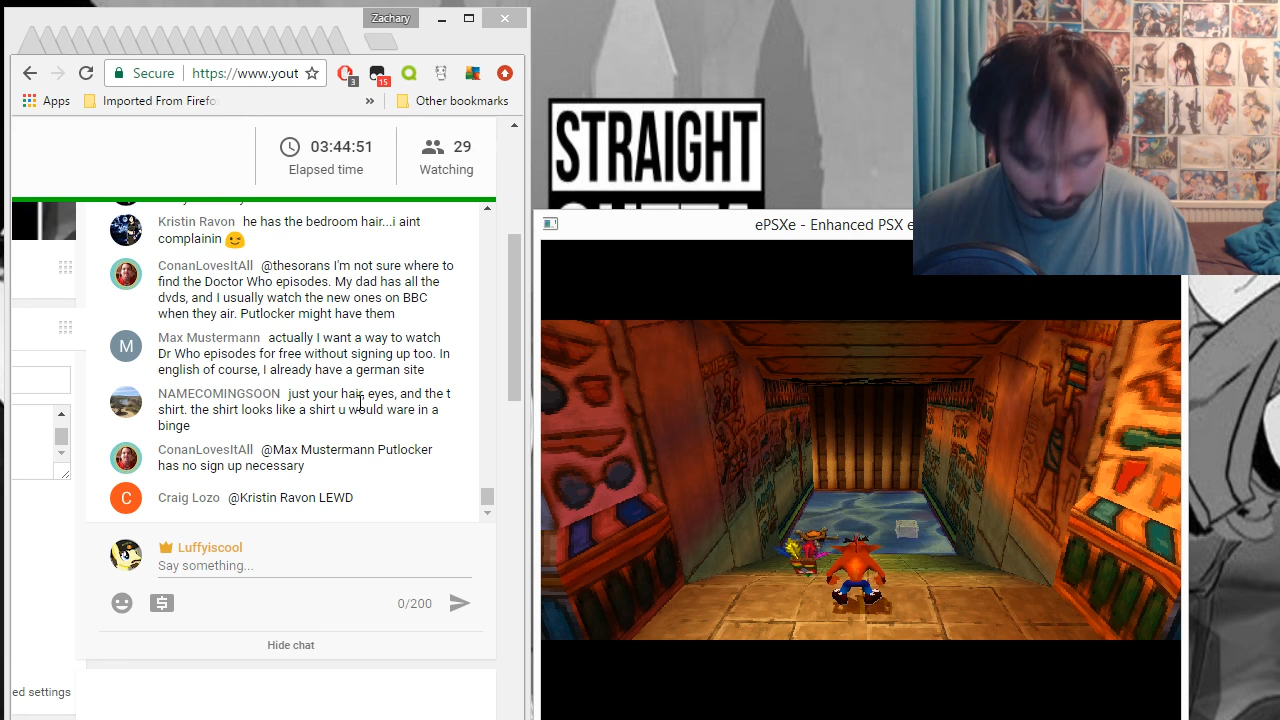 Zachary
Secure
https://www.yout
3
15
Apps
Imported From Firefo
»
Other bookmarks
03:44:51
29
Elapsed time
Watching
Kristin Ravon he has the bedroom hair...i aint
complainin
ConanLovesItAll @thesorans I'm not sure where to
find the Doctor Who episodes. My dad has all the
dvds, and I usually watch the new ones on BBC
when they air. Putlocker might have them
M
Max Mustermann actually I want a way to watch
Dr Who episodes for free without signing up too. In
english of course, I already have a german site
NAMECOMINGSOON just your hair, eyes, and the t
shirt. the shirt looks like a shirt u would ware in a
binge
ConanLovesItAll @Max Mustermann Putlocker
has no sign up necessary
C
Craig Lozo @Kristin Ravon LEWD
Luffyiscool
Say something...
0/200
Hide chat
ed settings
STRAIGHT
ePSXe - Enhanced PSX e